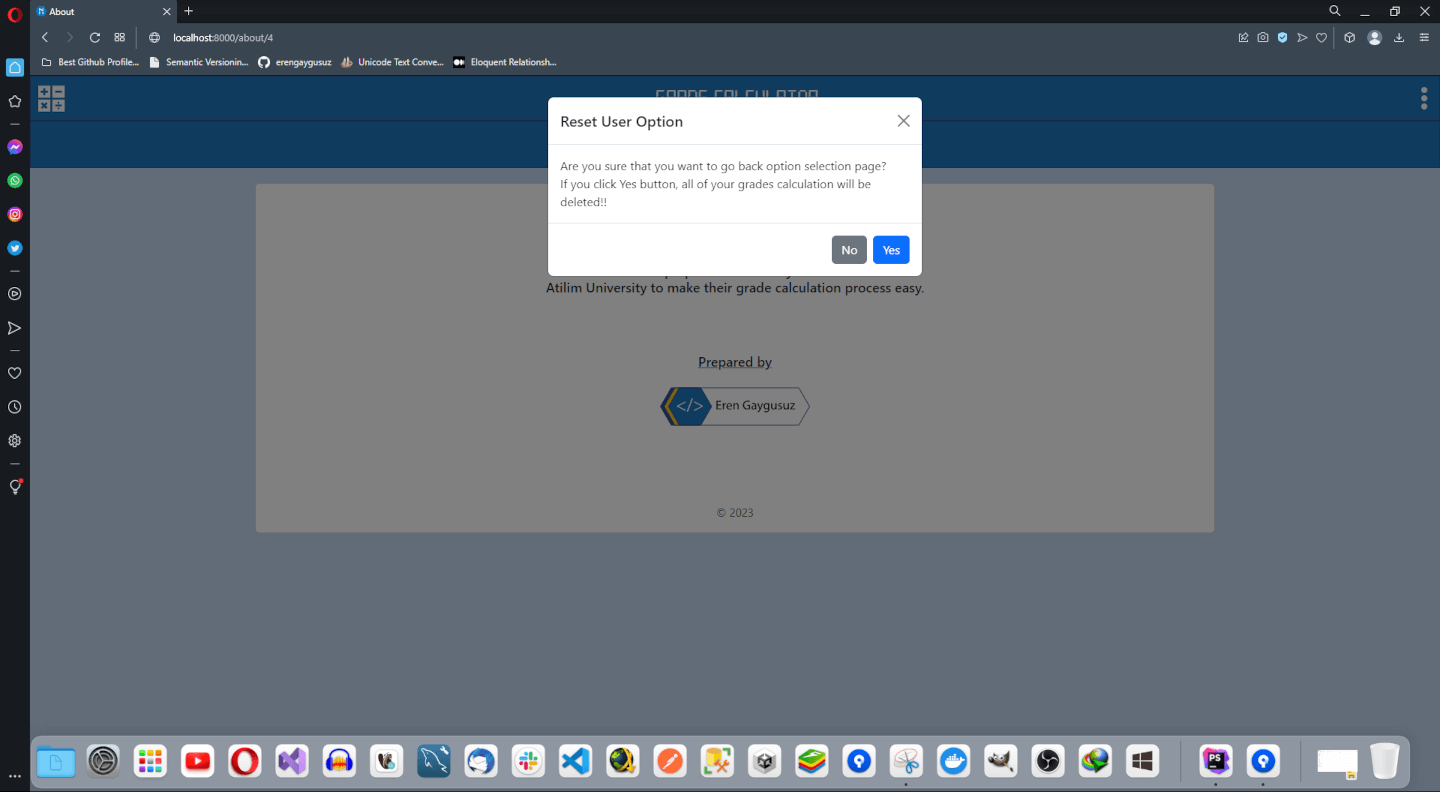 About
localhost:8000/about/4
Best Github Profile...
Semantic Versionin...
erengaygusuz
Unicode Text Conve...
Eloquent Relationsh...
Reset User Option
Are you sure that you want to go back option selection page?
If you click Yes button, all of your grades calculation will be
deleted!!
No
Yes
Atilim University to make their grade calculation process easy.
Prepared by
</> Eren Gaygusuz
© 2023
PS